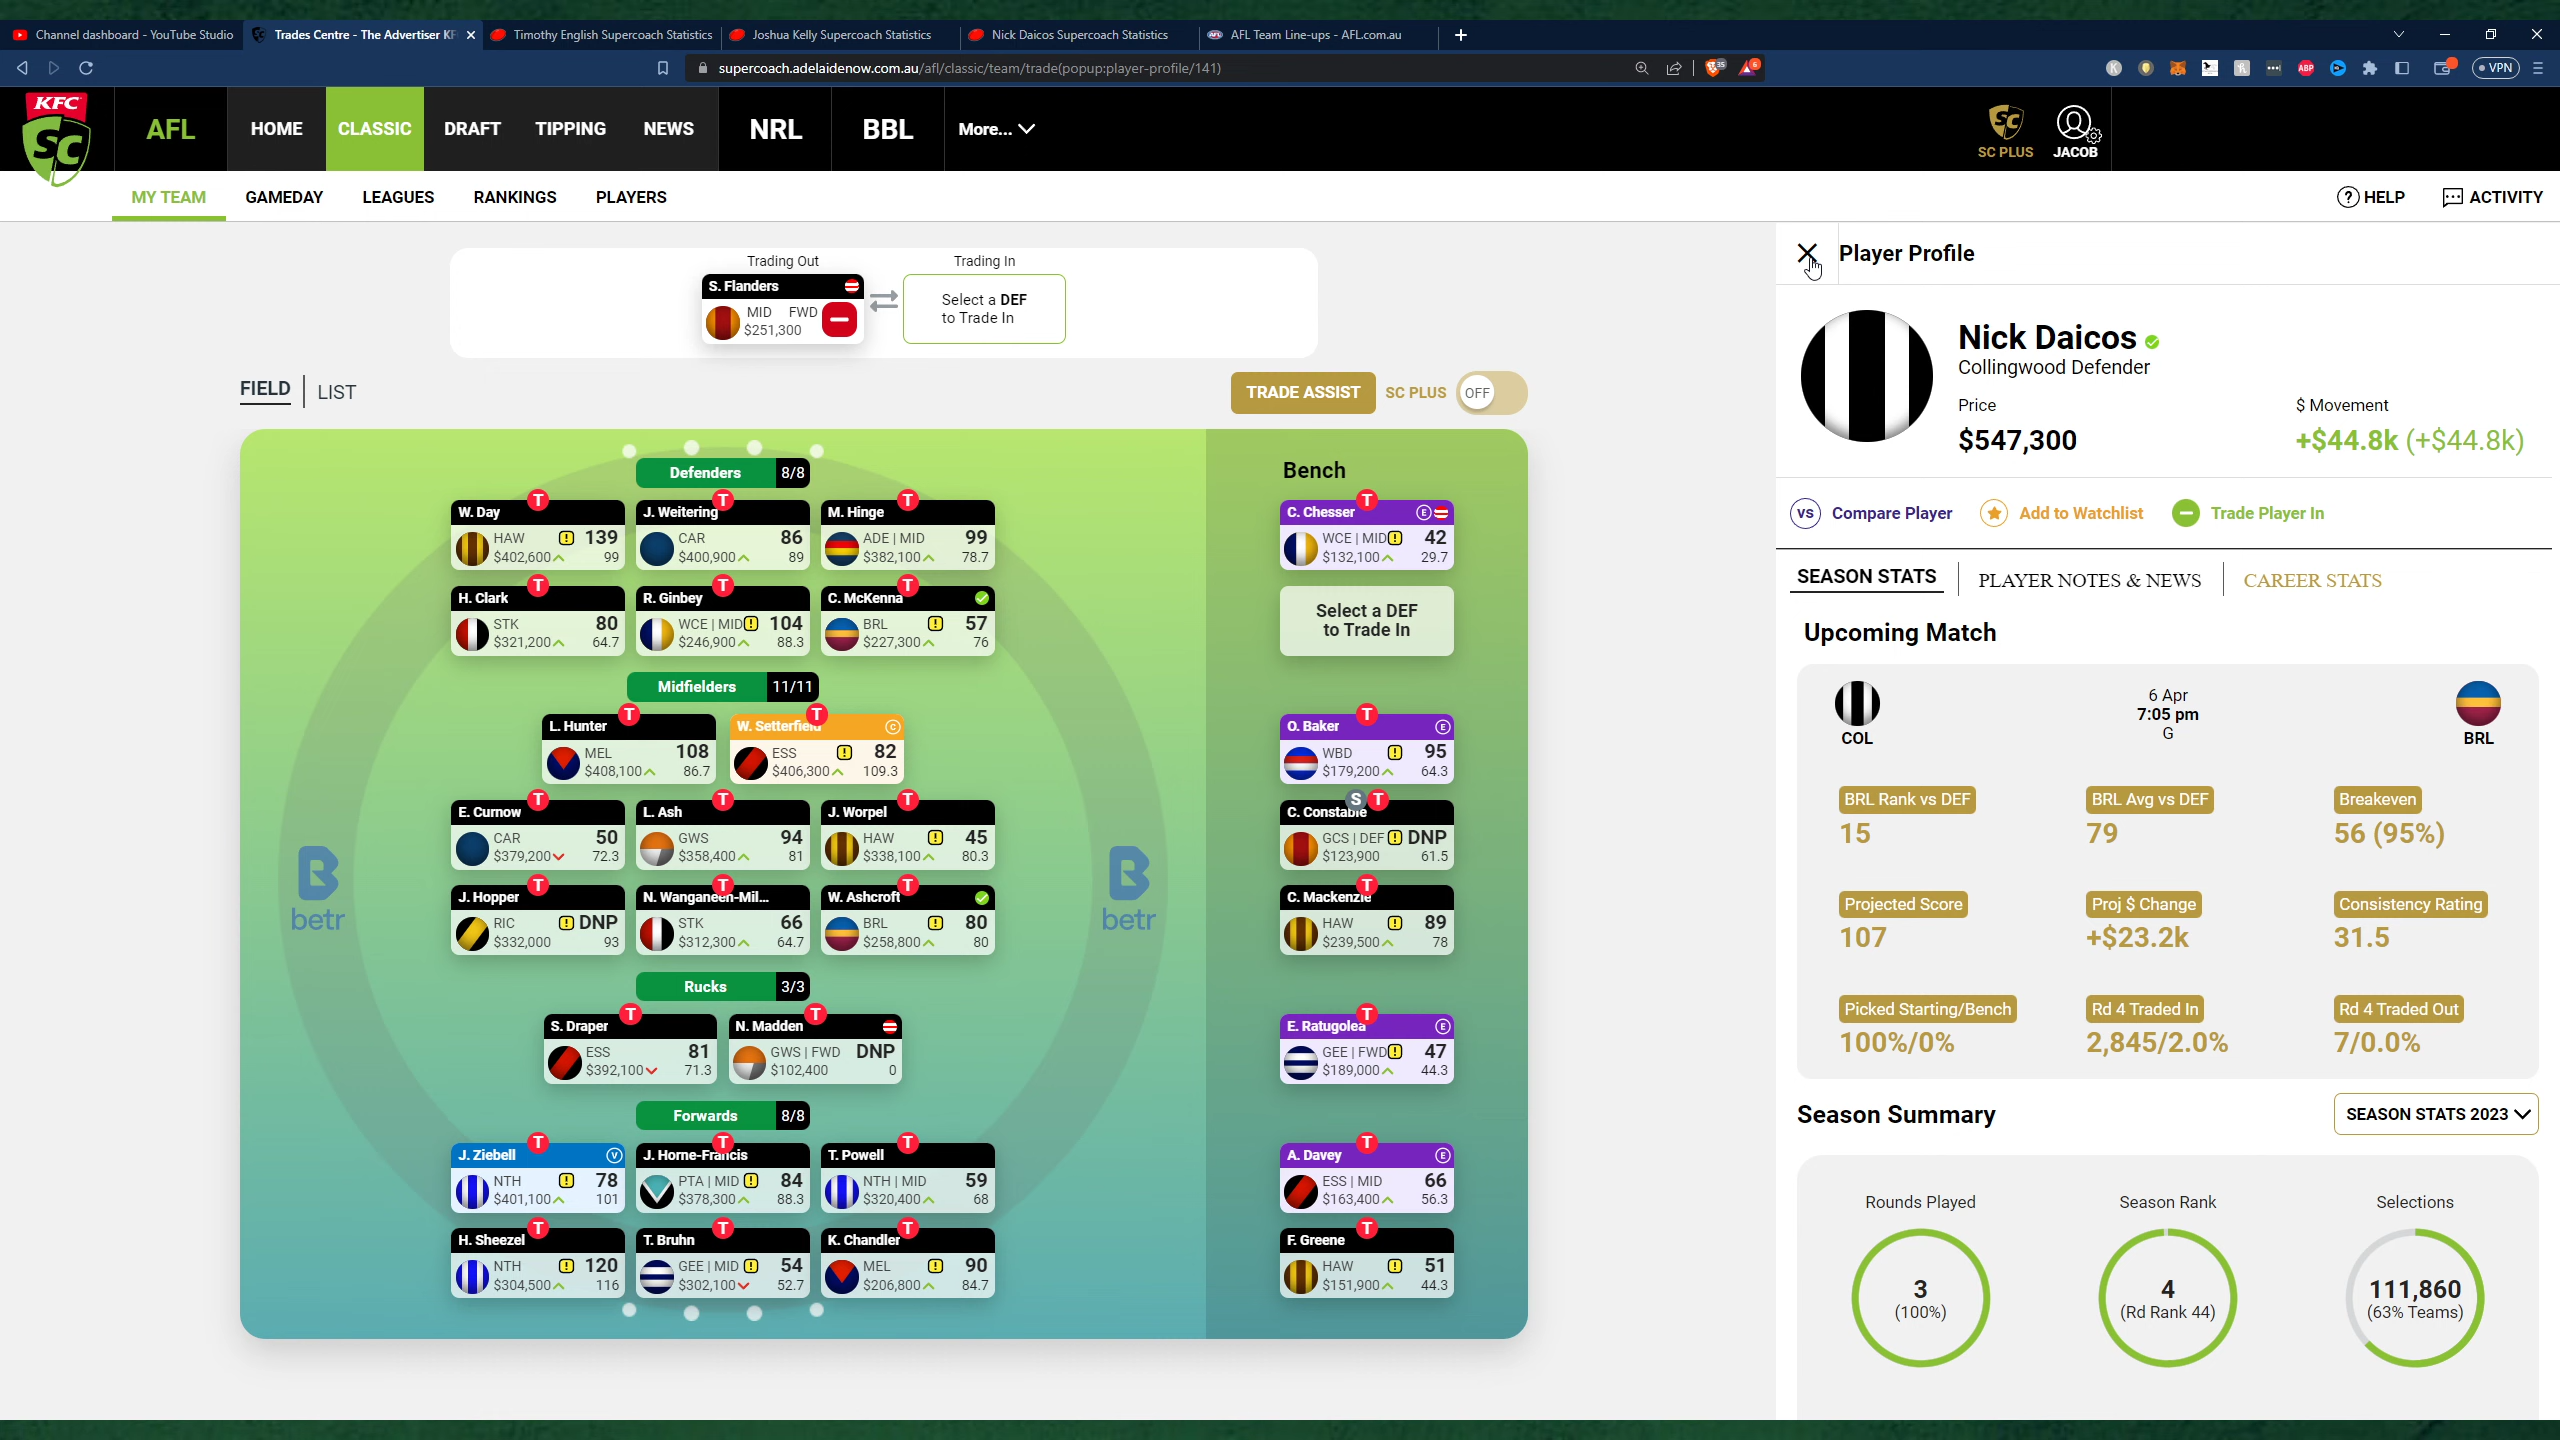 Channel dashboard - YouTube Studio
Trades Centre - The Advertiser KF
Timothy English Supercoach Statistics
Joshua Kelly Supercoach Statistics
Nick Daicos Supercoach Statistics
AFL Team Line-ups - AFL.com.au
supercoach.adelaidenow.com.au/afl/classic/team/trade(popup:player-profile/141)
VPN
KFC SC
AFL
HOME
CLASSIC
DRAFT
TIPPING
NEWS
NRL
BBL
More...
SC PLUS
JACOB
MY TEAM
GAMEDAY
LEAGUES
RANKINGS
PLAYERS
HELP
ACTIVITY
Trading Out
Trading In
S. Flanders
MID FWD
$251,300
Select a DEF
to Trade In
FIELD
LIST
TRADE ASSIST
SC PLUS
OFF
Defenders 8/8
Bench
W. Day
HAW 139
$402,600 99
J. Weitering
CAR 86
$400,900 89
M. Hinge
ADE | MID 99
$382,100 78.7
C. Chesser
WCE | MID 42
$132,100 29.7
H. Clark
STK 80
$321,200 64.7
R. Ginbey
WCE | MID 104
$246,900 88.3
C. McKenna
BRL 57
$227,300 76
Select a DEF
to Trade In
Midfielders 11/11
L. Hunter
MEL 108
$408,100 86.7
W. Setterfield
ESS 82
$406,300 109.3
O. Baker
WBD 95
$179,200 64.3
E. Curnow
CAR 50
$379,200 72.3
L. Ash
GWS 94
$358,400 81
J. Worpel
HAW 45
$338,100 80.3
C. Constable
GCS | DEF DNP
$123,900 61.5
J. Hopper
RIC DNP
$332,000 93
N. Wanganeen-Mil...
STK 66
$312,300 64.7
W. Ashcroft
BRL 80
$258,800 80
C. Mackenzie
HAW 89
$239,500 78
betr
betr
Rucks 3/3
S. Draper
ESS 81
$392,100 71.3
N. Madden
GWS | FWD DNP
$102,400 0
E. Ratugolea
GEE | FWD 47
$189,000 44.3
Forwards 8/8
J. Ziebell
NTH 78
$401,100 101
J. Horne-Francis
PTA | MID 84
$378,300 88.3
T. Powell
NTH | MID 59
$320,400 68
A. Davey
ESS | MID 66
$163,400 56.3
H. Sheezel
NTH 120
$304,500 116
T. Bruhn
GEE | MID 54
$302,100 52.7
K. Chandler
MEL 90
$206,800 84.7
F. Greene
HAW 51
$151,900 44.3
Player Profile
Nick Daicos
Collingwood Defender
Price
$547,300
$ Movement
+$44.8k (+$44.8k)
VS Compare Player
Add to Watchlist
Trade Player In
SEASON STATS
PLAYER NOTES & NEWS
CAREER STATS
Upcoming Match
COL
6 Apr
7:05 pm
G
BRL
BRL Rank vs DEF
15
BRL Avg vs DEF
79
Breakeven
56 (95%)
Projected Score
107
Proj $ Change
+$23.2k
Consistency Rating
31.5
Picked Starting/Bench
100%/0%
Rd 4 Traded In
2,845/2.0%
Rd 4 Traded Out
7/0.0%
Season Summary
SEASON STATS 2023
Rounds Played
3
(100%)
Season Rank
4
(Rd Rank 44)
Selections
111,860
(63% Teams)